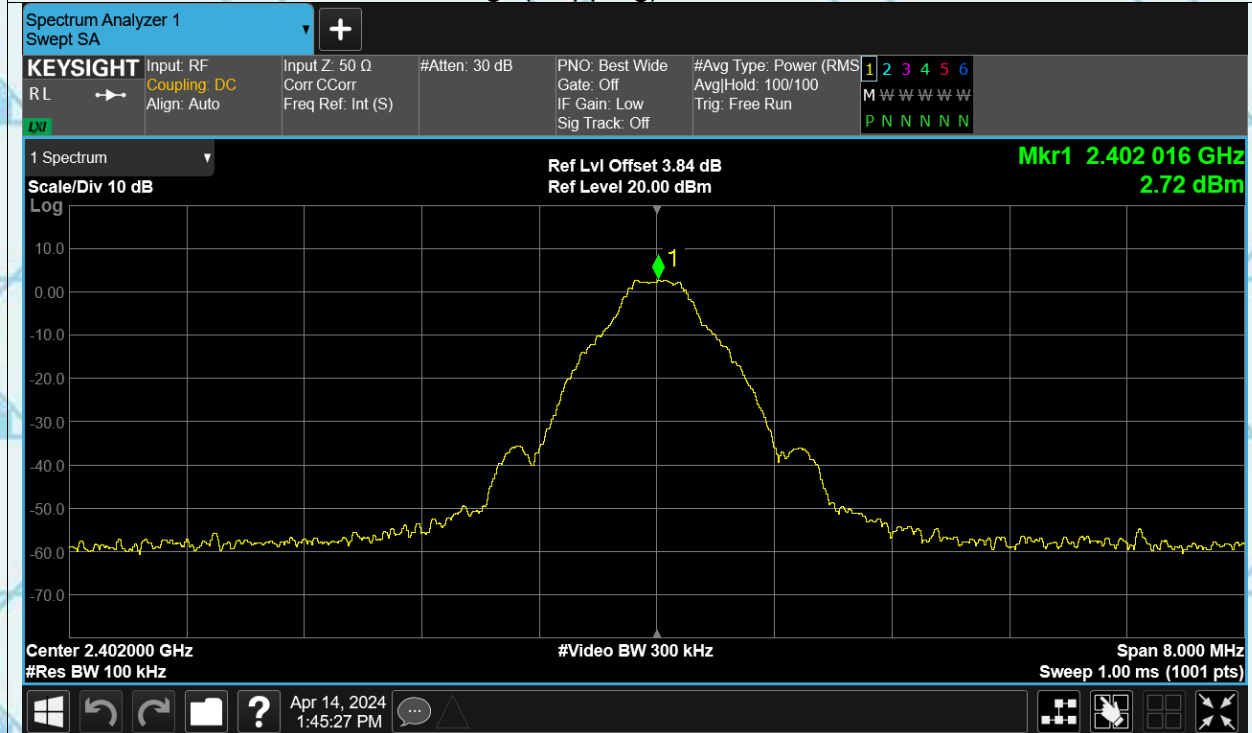 Spectrum Analyzer 1
Swept SA
KEYSIGHT
RL
LXI
Input: RF
Coupling: DC
Align: Auto
Input Z: 50 Ω
Corr CCorr
Freq Ref: Int (S)
#Atten: 30 dB
PNO: Best Wide
Gate: Off
IF Gain: Low
Sig Track: Off
#Avg Type: Power (RMS
Avg|Hold: 100/100
Trig: Free Run
1 2 3 4 5 6
M W W W W W
P N N N N N
1 Spectrum
Scale/Div 10 dB
Log
Ref Lvl Offset 3.84 dB
Ref Level 20.00 dBm
Mkr1 2.402 016 GHz
2.72 dBm
1
10.0
0.00
-10.0
-20.0
-30.0
-40.0
-50.0
-60.0
-70.0
Center 2.402000 GHz
#Res BW 100 kHz
#Video BW 300 kHz
Span 8.000 MHz
Sweep 1.00 ms (1001 pts)
?
Apr 14, 2024
1:45:27 PM